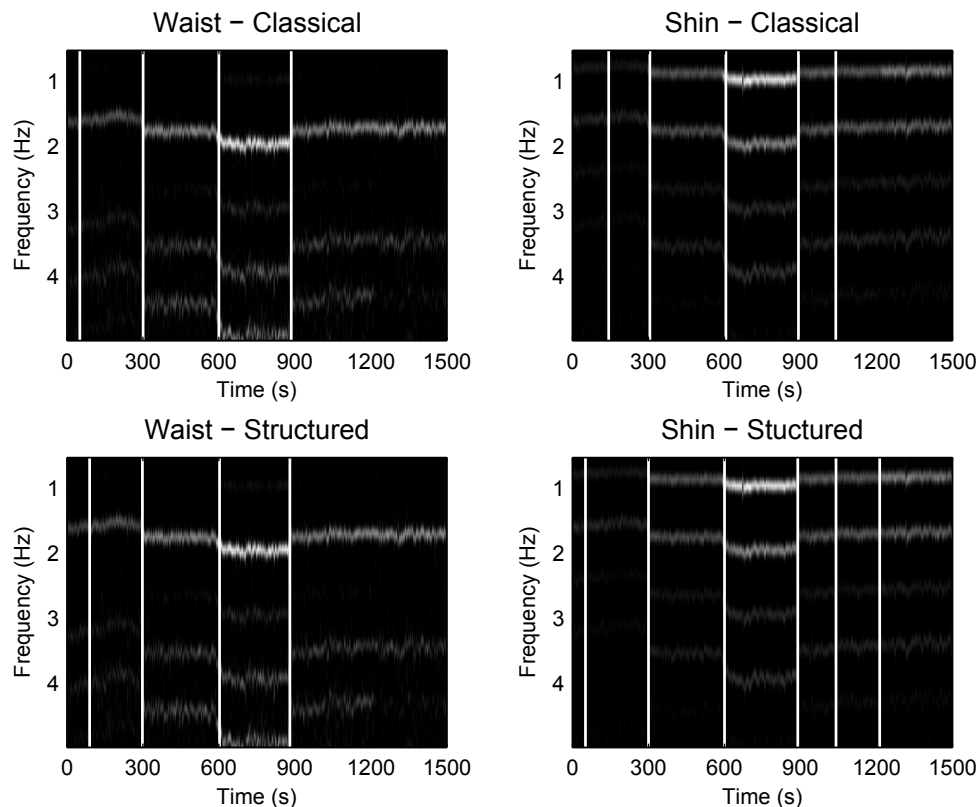 Waist − Classical
Frequency (Hz)
1
2
3
4
0 300 600 900 1200 1500
Time (s)
Shin − Classical
Frequency (Hz)
1
2
3
4
0 300 600 900 1200 1500
Time (s)
Waist − Structured
Frequency (Hz)
1
2
3
4
0 300 600 900 1200 1500
Time (s)
Shin − Stuctured
Frequency (Hz)
1
2
3
4
0 300 600 900 1200 1500
Time (s)